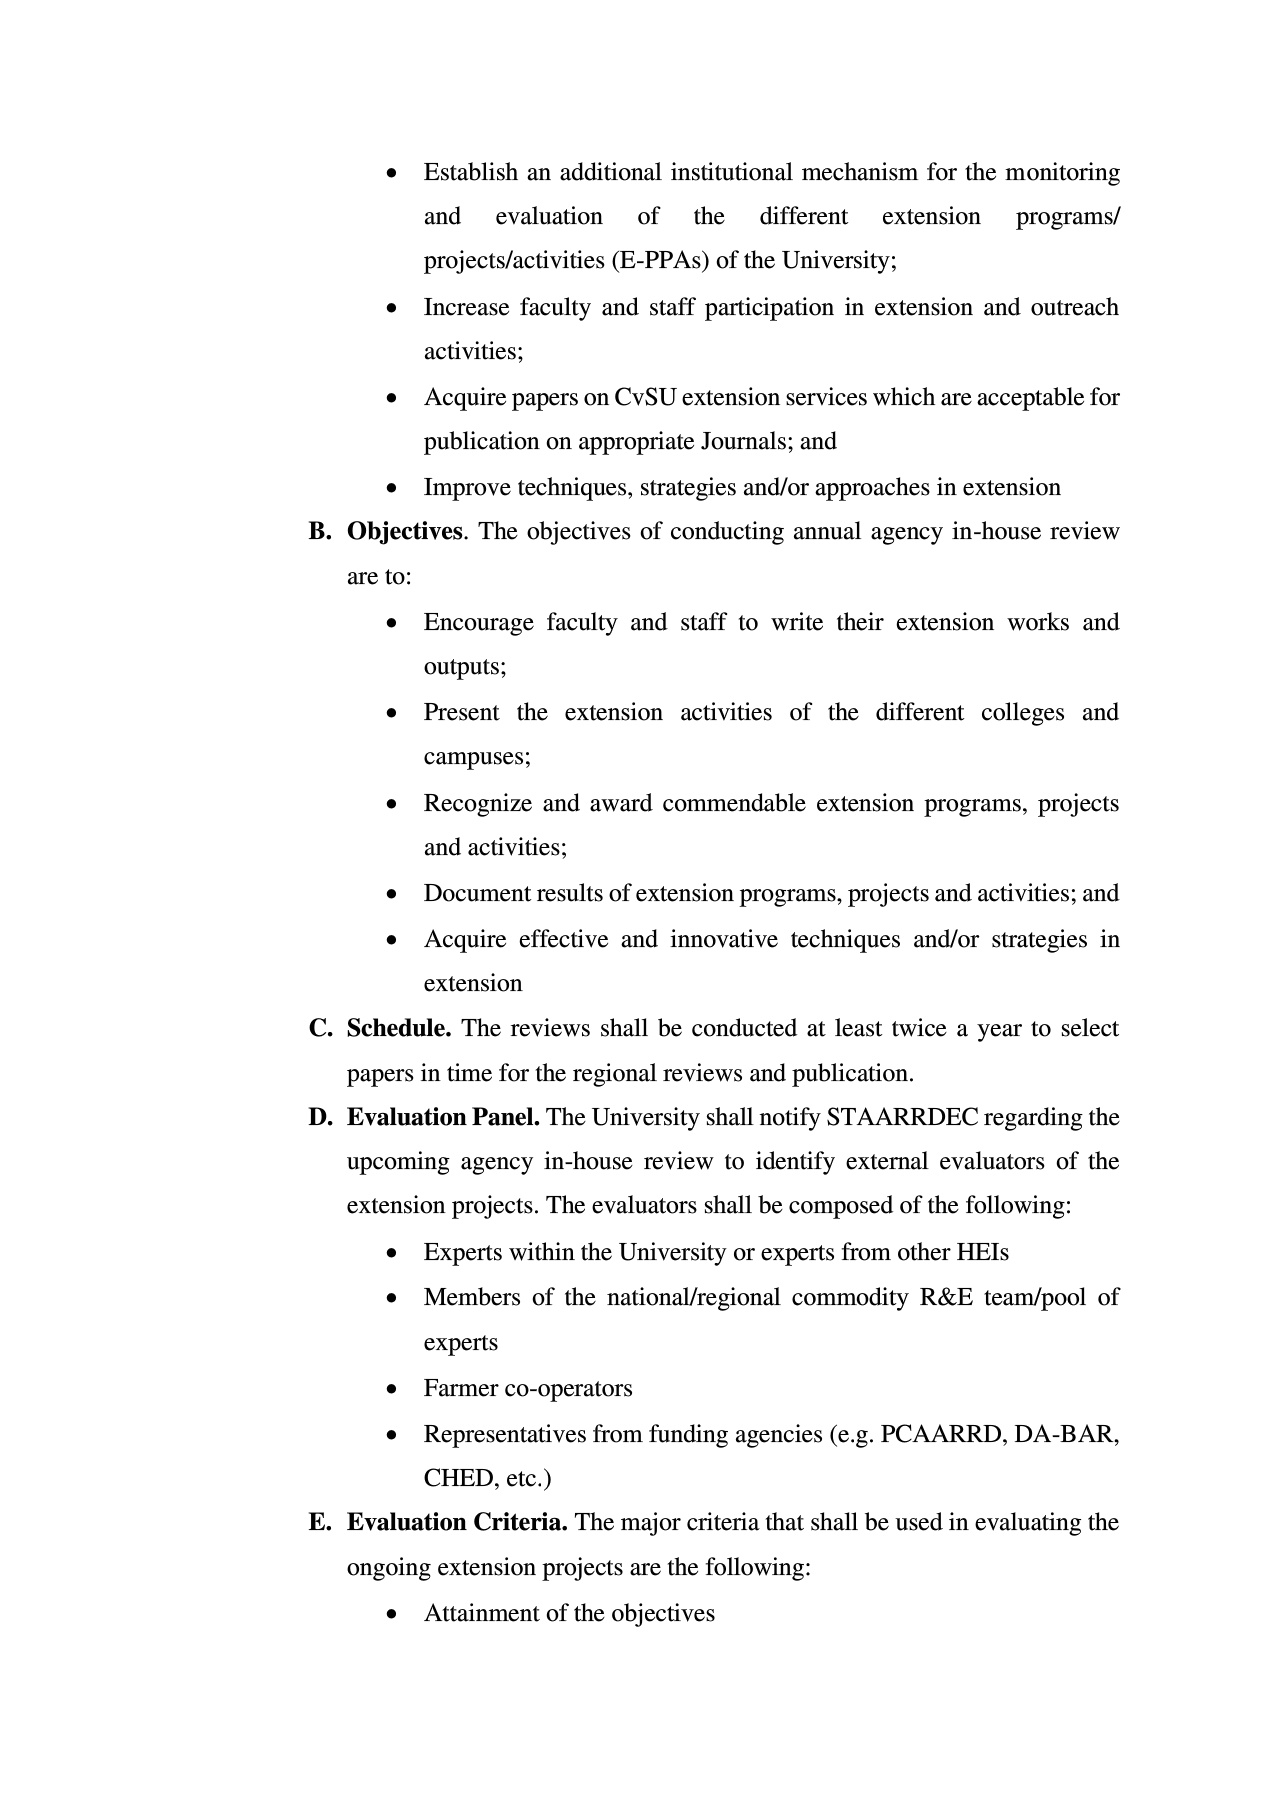 • Establish an additional institutional mechanism for the monitoring
and evaluation of the different extension programs/
projects/activities (E-PPAs) of the University;
• Increase faculty and staff participation in extension and outreach
activities;
• Acquire papers on CvSU extension services which are acceptable for
publication on appropriate Journals; and
• Improve techniques, strategies and/or approaches in extension
B. Objectives. The objectives of conducting annual agency in-house review
are to:
• Encourage faculty and staff to write their extension works and
outputs;
• Present the extension activities of the different colleges and
campuses;
• Recognize and award commendable extension programs, projects
and activities;
• Document results of extension programs, projects and activities; and
• Acquire effective and innovative techniques and/or strategies in
extension
C. Schedule. The reviews shall be conducted at least twice a year to select
papers in time for the regional reviews and publication.
D. Evaluation Panel. The University shall notify STAARRDEC regarding the
upcoming agency in-house review to identify external evaluators of the
extension projects. The evaluators shall be composed of the following:
• Experts within the University or experts from other HEIs
• Members of the national/regional commodity R&E team/pool of
experts
• Farmer co-operators
• Representatives from funding agencies (e.g. PCAARRD, DA-BAR,
CHED, etc.)
E. Evaluation Criteria. The major criteria that shall be used in evaluating the
ongoing extension projects are the following:
• Attainment of the objectives